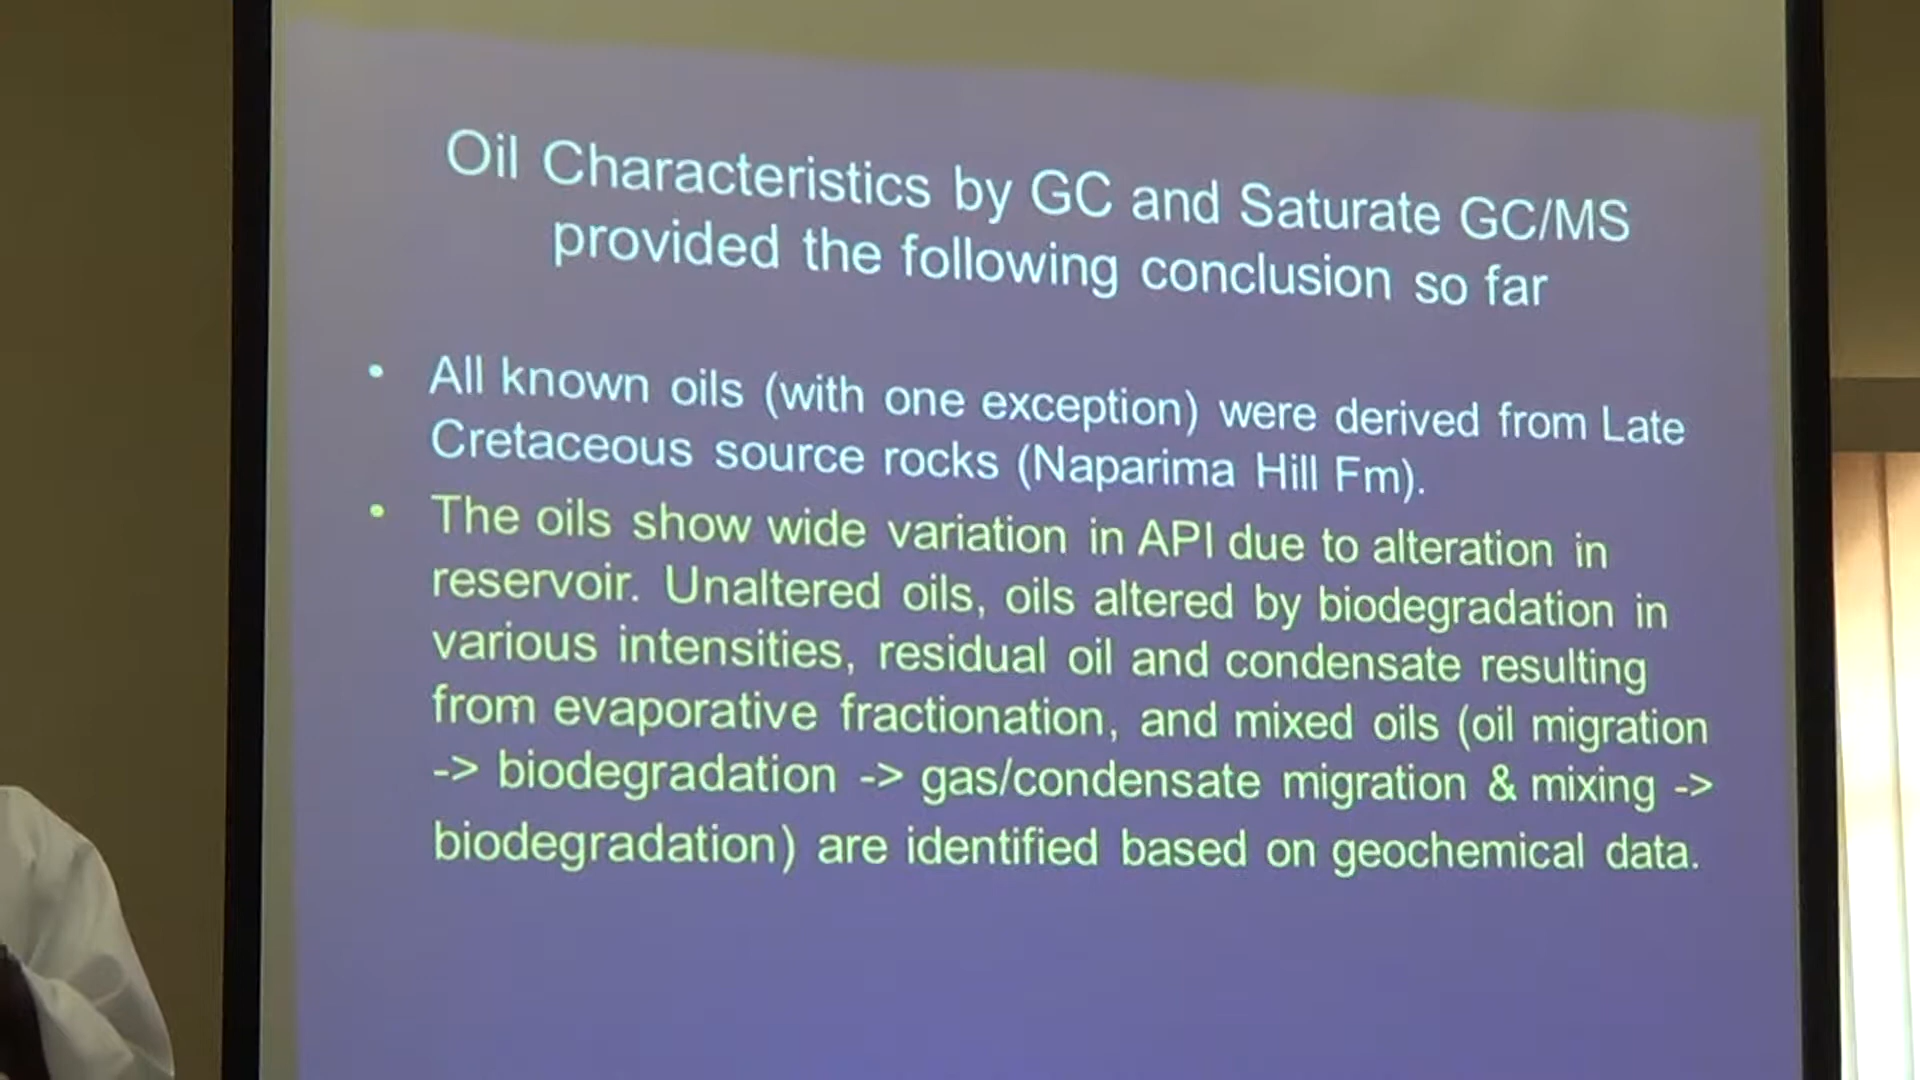 Oil Characteristics by GC and Saturate GC/MS
provided the following conclusion so far
• All known oils (with one exception) were derived from Late
Cretaceous source rocks (Naparima Hill Fm).
• The oils show wide variation in API due to alteration in
reservoir. Unaltered oils, oils altered by biodegradation in
various intensities, residual oil and condensate resulting
from evaporative fractionation, and mixed oils (oil migration
-> biodegradation -> gas/condensate migration & mixing ->
biodegradation) are identified based on geochemical data.